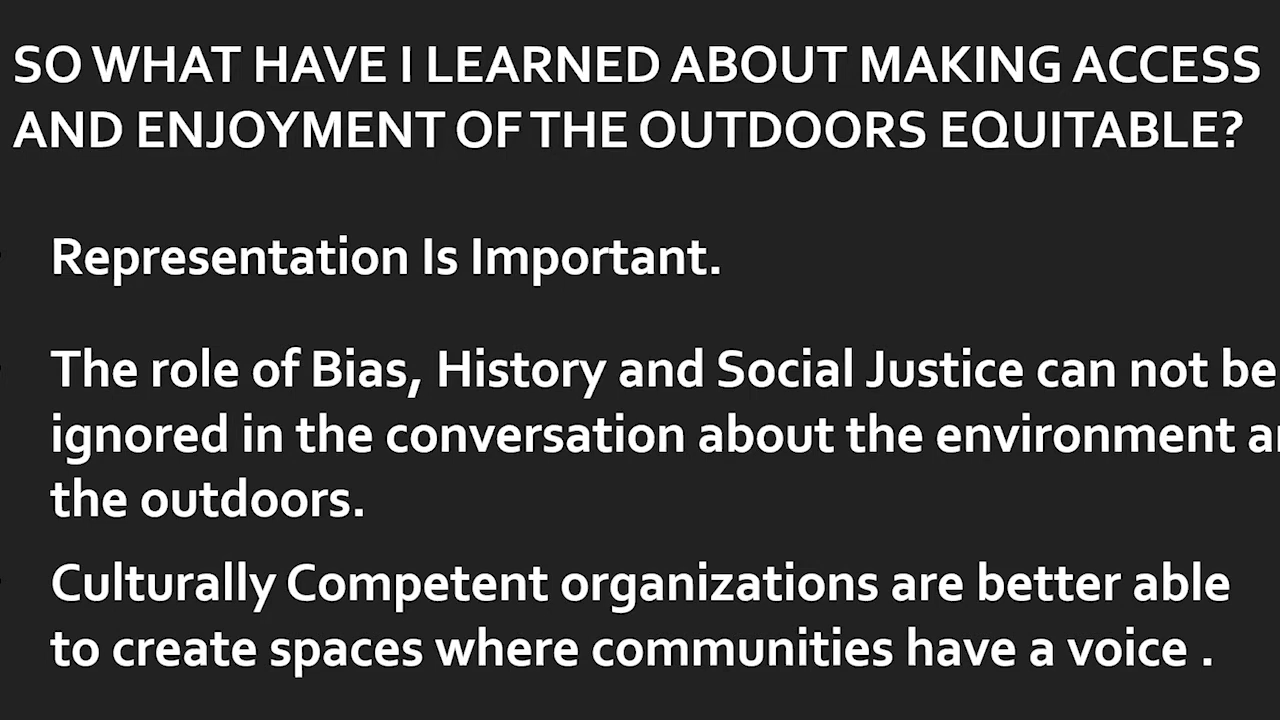 SO WHAT HAVE I LEARNED ABOUT MAKING ACCESS
AND ENJOYMENT OF THE OUTDOORS EQUITABLE?
Representation Is Important.
The role of Bias, History and Social Justice can not be
ignored in the conversation about the environment
the outdoors.
Culturally Competent organizations are better able
to create spaces where communities have a voice .